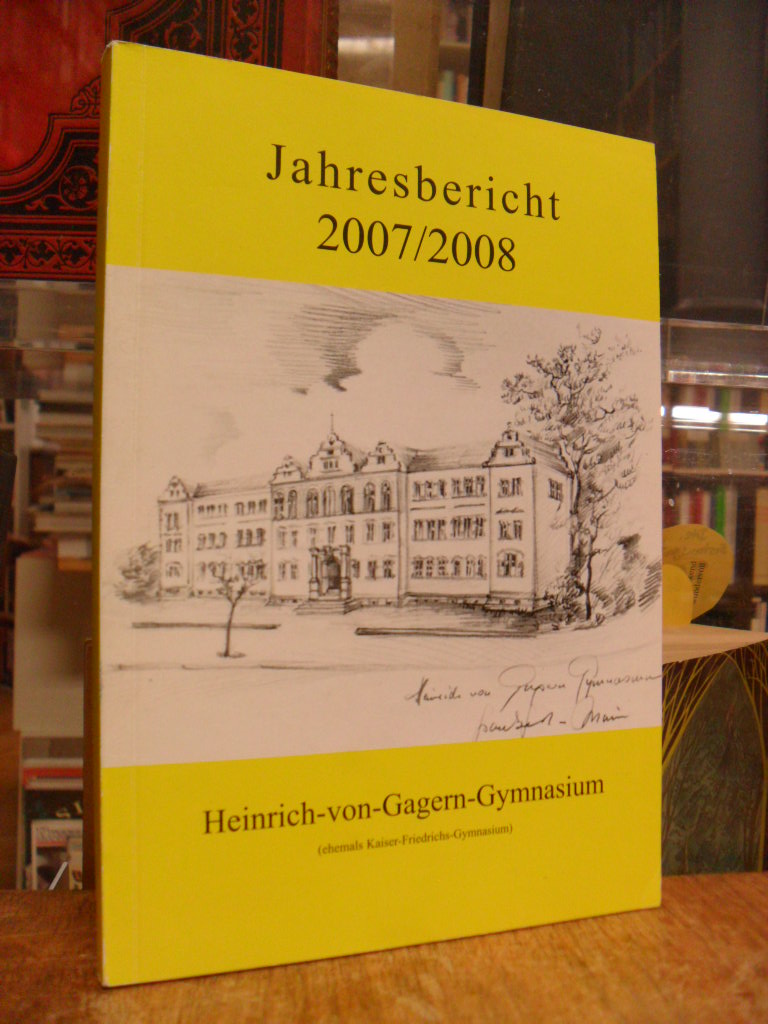 Jahresbericht
2007/2008
Heinrich von Gagern Gymnasium
Frankfurt - Main
Heinrich-von-Gagern-Gymnasium
(ehemals Kaiser-Friedrichs-Gymnasium)